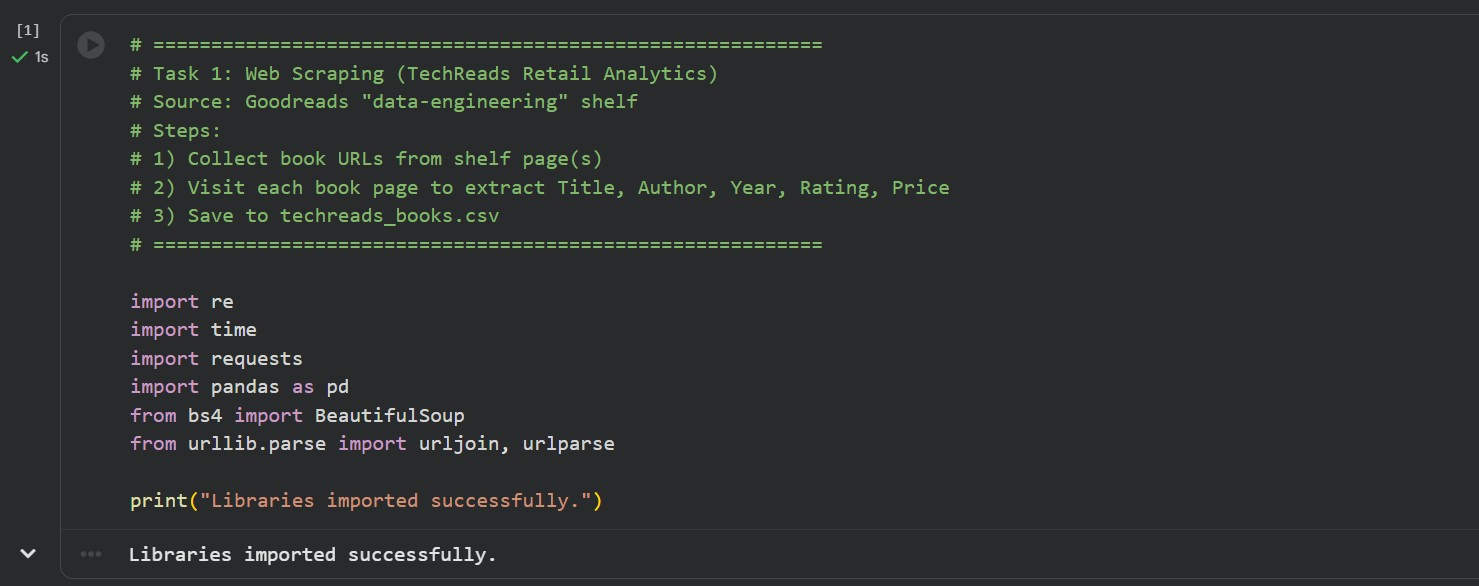 [1]
1s
# ==========================================================
# Task 1: Web Scraping (TechReads Retail Analytics)
# Source: Goodreads "data-engineering" shelf
# Steps:
# 1) Collect book URLs from shelf page(s)
# 2) Visit each book page to extract Title, Author, Year, Rating, Price
# 3) Save to techreads_books.csv
# ==========================================================
import re
import time
import requests
import pandas as pd
from bs4 import BeautifulSoup
from urllib.parse import urljoin, urlparse
print("Libraries imported successfully.")
Libraries imported successfully.